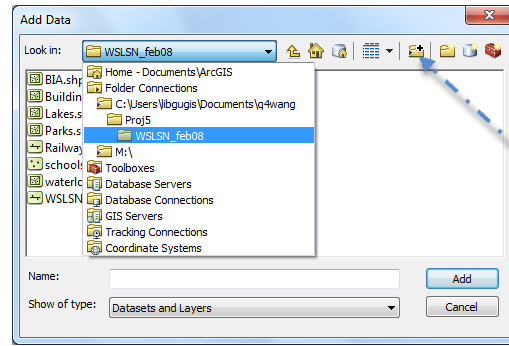 Add Data
Look in: WSLSN_feb08
Home - Documents\ArcGIS
Folder Connections
C:\Users\libgugis\Documents\q4wang
Proj5
WSLSN_feb08
M:\
Toolboxes
Database Servers
Database Connections
GIS Servers
Tracking Connections
Coordinate Systems
BIA.shp
Buildin
Lakes.s
Parks.s
Railway
schools
waterlo
WSLSN
Name:
Add
Show of type: Datasets and Layers
Cancel